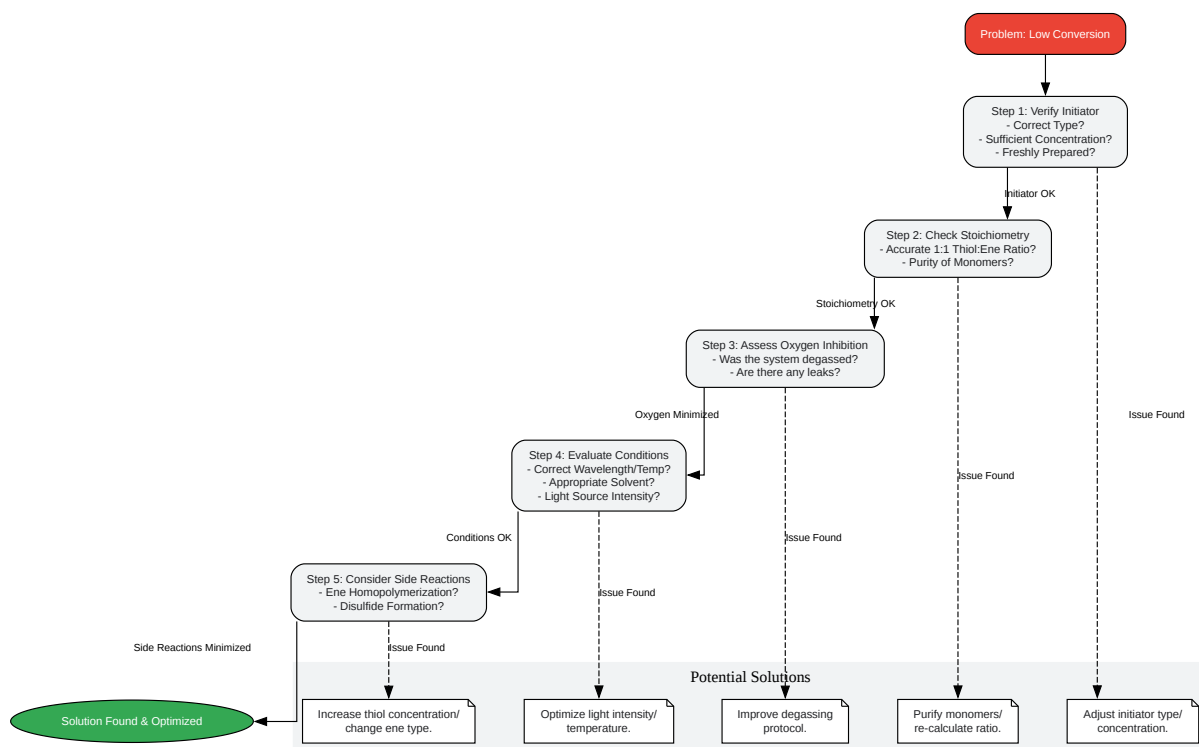 Problem: Low Conversion
Step 1: Verify Initiator
- Correct Type?
- Sufficient Concentration?
- Freshly Prepared?
Initiator OK
Step 2: Check Stoichiometry
- Accurate 1:1 Thiol:Ene Ratio?
- Purity of Monomers?
Stoichiometry OK
Step 3: Assess Oxygen Inhibition
- Was the system degassed?
- Are there any leaks?
Oxygen Minimized
Issue Found
Step 4: Evaluate Conditions
- Correct Wavelength/Temp?
- Appropriate Solvent?
- Light Source Intensity?
Issue Found
Conditions OK
Issue Found
Step 5: Consider Side Reactions
- Ene Homopolymerization?
- Disulfide Formation?
Issue Found
Side Reactions Minimized
Issue Found
Potential Solutions
Solution Found & Optimized
Increase thiol concentration/
change ene type.
Optimize light intensity/
temperature.
Improve degassing
protocol.
Purify monomers/
re-calculate ratio.
Adjust initiator type/
concentration.